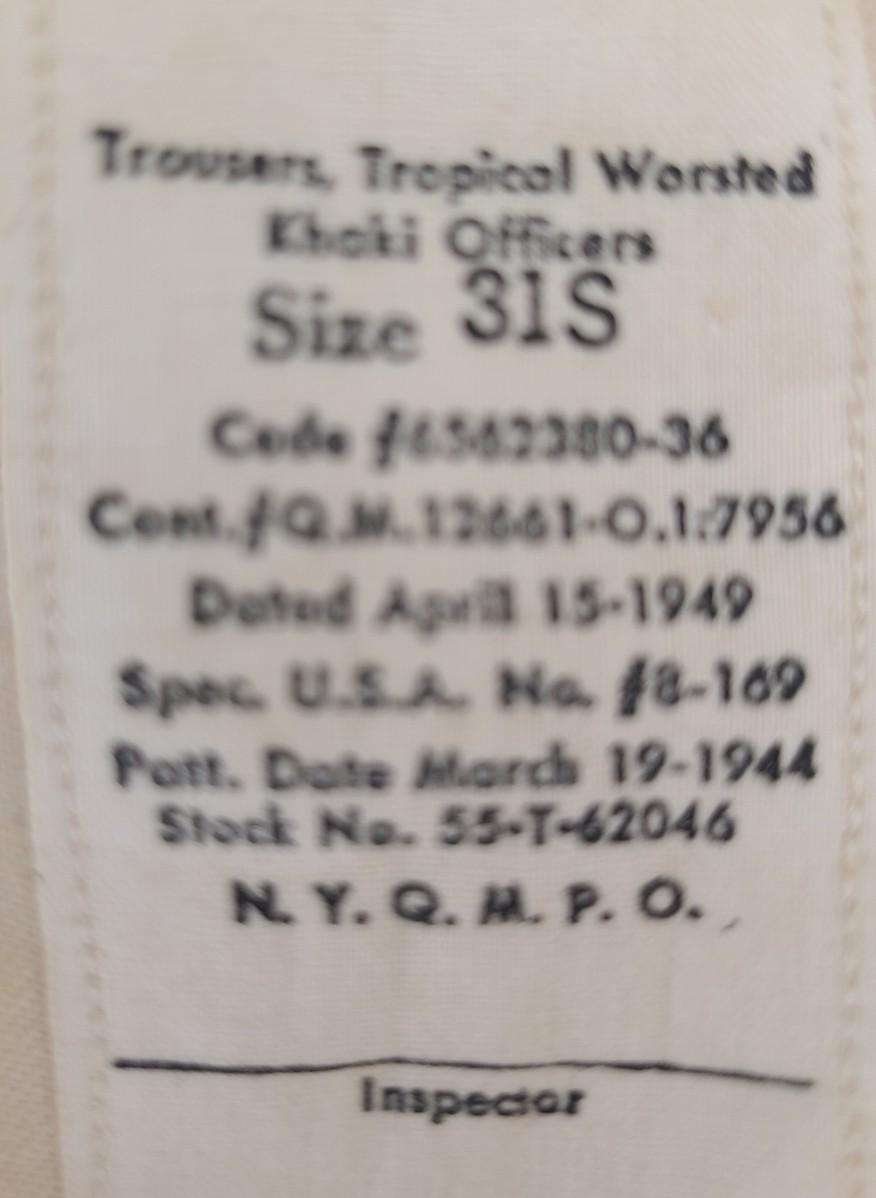 Trousers, Tropical Worsted
Khaki Officers
Size 31S
Code #6562380-36
Cont.#Q.M.12661-O.I.7956
Dated April 15-1949
Spec. U.S.A. No. #8-169
Patt. Date March 19-1944
Stock No. 55-T-62046
N. Y. Q. M. P. O.
Inspector